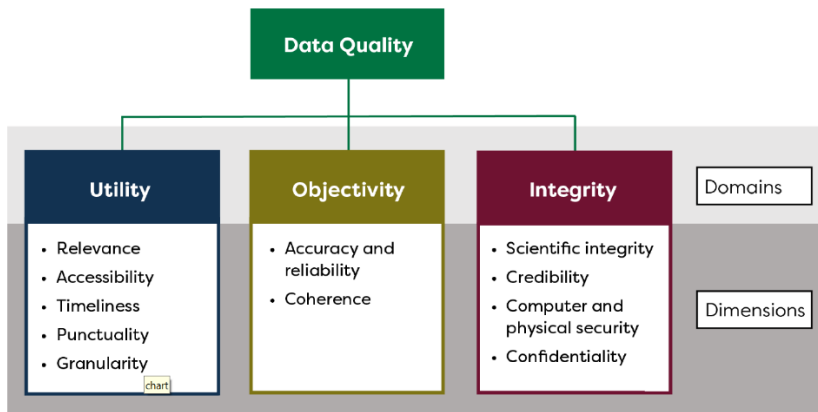 Data Quality
Utility
Objectivity
Integrity
Domains
• Relevance
• Accessibility
• Timeliness
• Punctuality
• Granularity
chart
• Accuracy and
reliability
• Coherence
• Scientific integrity
• Credibility
• Computer and
physical security
• Confidentiality
Dimensions